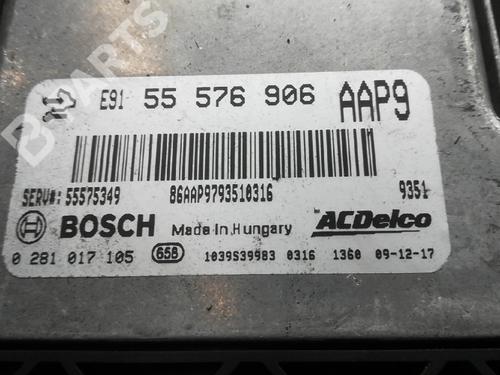 E91 55 576 906 AAP9
SERV#: 55575349 86AAP9793510316 9351
BOSCH Made In Hungary ACDelco
0 281 017 105 658 1039S39983 0316 1360 09-12-17